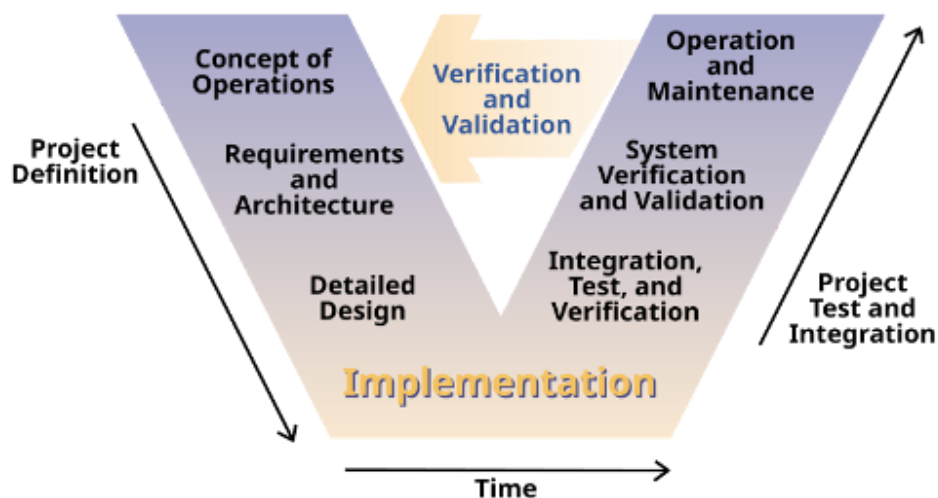 Concept of
Operations
Verification
and
Validation
Operation
and
Maintenance
Project
Definition
Requirements
and
Architecture
System
Verification
and Validation
Detailed
Design
Integration,
Test, and
Verification
Project
Test and
Integration
Implementation
Time